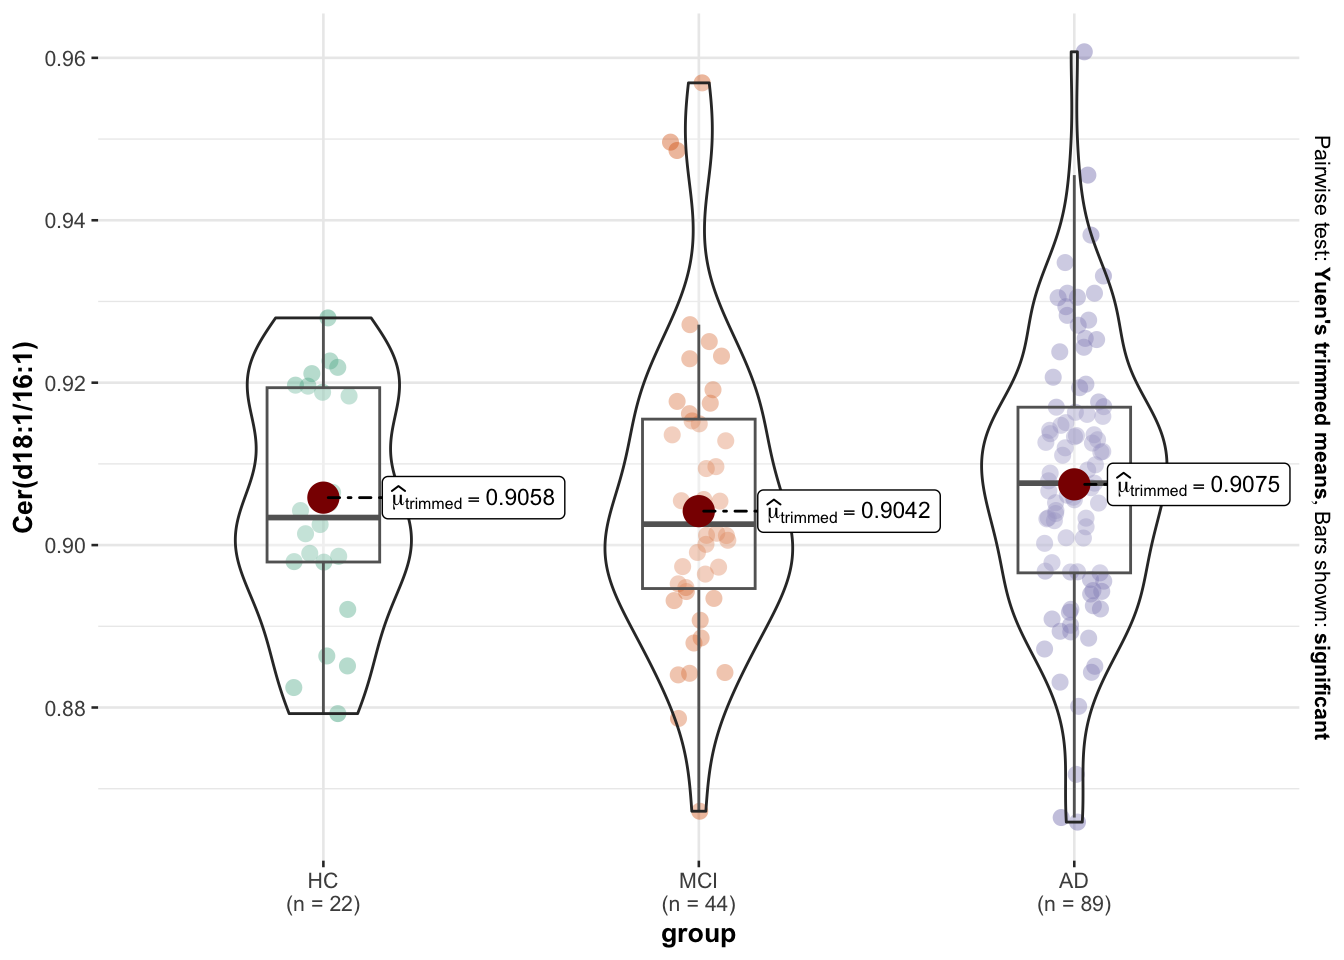 0.96
0.94
0.92
0.90
0.88
Cer(d18:1/16:1)
μ̂trimmed = 0.9058
μ̂trimmed = 0.9042
μ̂trimmed = 0.9075
HC
(n = 22)
MCI
(n = 44)
AD
(n = 89)
group
Pairwise test: Yuen's trimmed means, Bars shown: significant